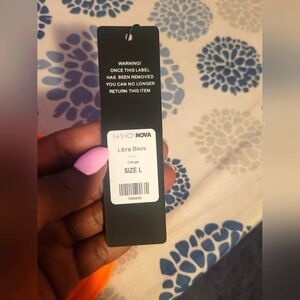 WARNING!
ONCE THIS LABEL
HAS BEEN REMOVED
YOU CAN NO LONGER
RETURN THIS ITEM
FASHION NOVA
Libra Bikini
Orange
SIZE L